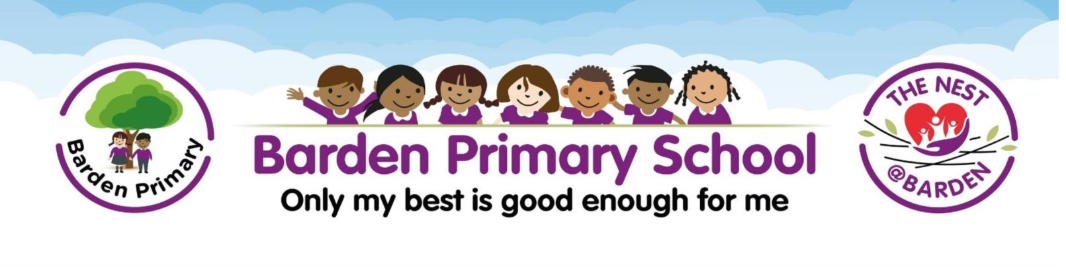 Barden Primary
Barden Primary School
Only my best is good enough for me
THE NEST
@BARDEN